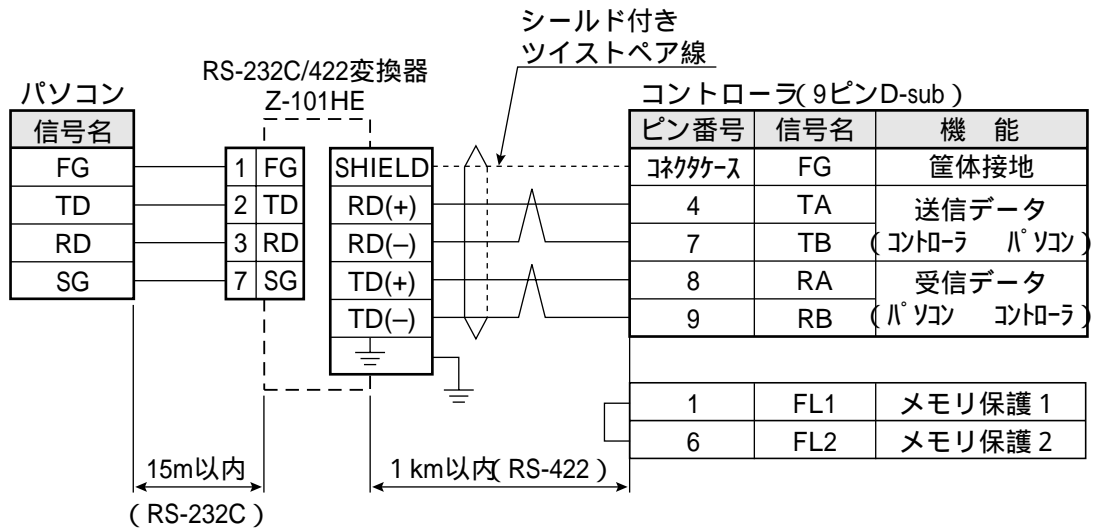 シールド付き
ツイストペア線
RS-232C/422変換器
Z-101HE
パソコン
信号名
FG
TD
RD
SG
1 FG
2 TD
3 RD
7 SG
SHIELD
RD(+)
RD(–)
TD(+)
TD(–)
コントローラ(9ピンD-sub)
ピン番号 信号名 機 能
コネクタケース FG 筐体接地
4 TA 送信データ
7 TB (コントローラ パソコン)
8 RA 受信データ
9 RB (パソコン コントローラ)
1 FL1 メモリ保護1
6 FL2 メモリ保護2
15m以内
(RS-232C)
1 km以内(RS-422)